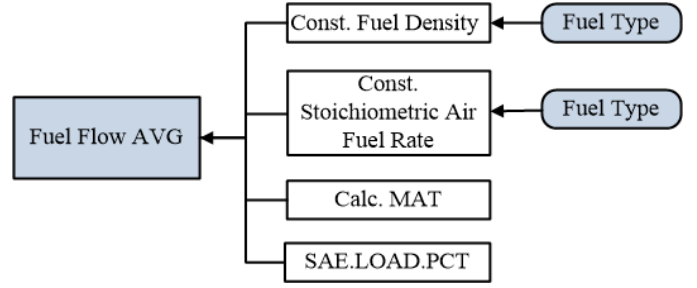 Const. Fuel Density
Fuel Type
Const.
Stoichiometric Air
Fuel Rate
Fuel Type
Fuel Flow AVG
Calc. MAT
SAE.LOAD.PCT